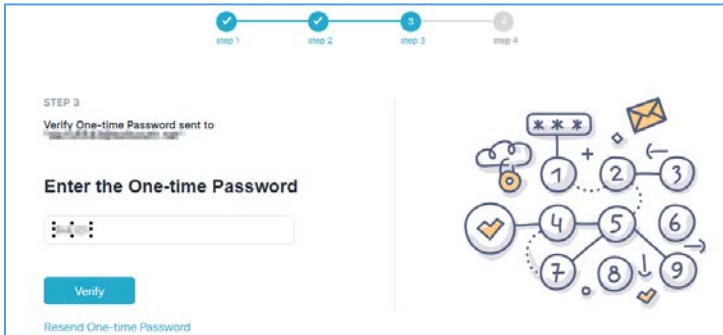 3
4
step 1
step 2
step 3
step 4
STEP 3
Verify One-time Password sent to
Enter the One-time Password
Verify
Resend One-time Password
* * *
1
+
2
3
4
5
6
7
8
9